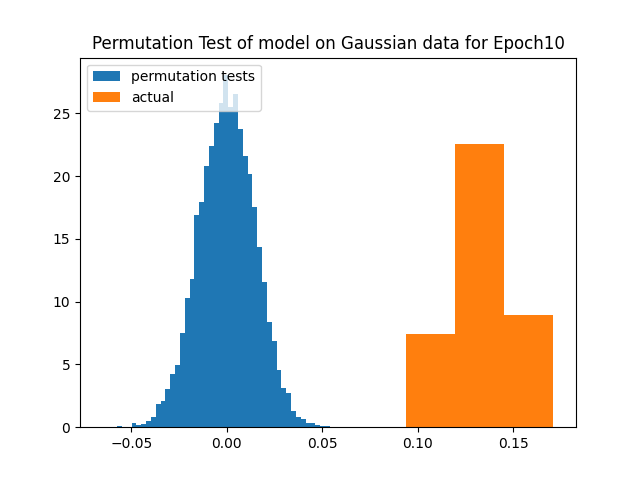 Permutation Test of model on Gaussian data for Epoch10
permutation tests
actual
25
20
15
10
5
0
−0.05 0.00 0.05 0.10 0.15